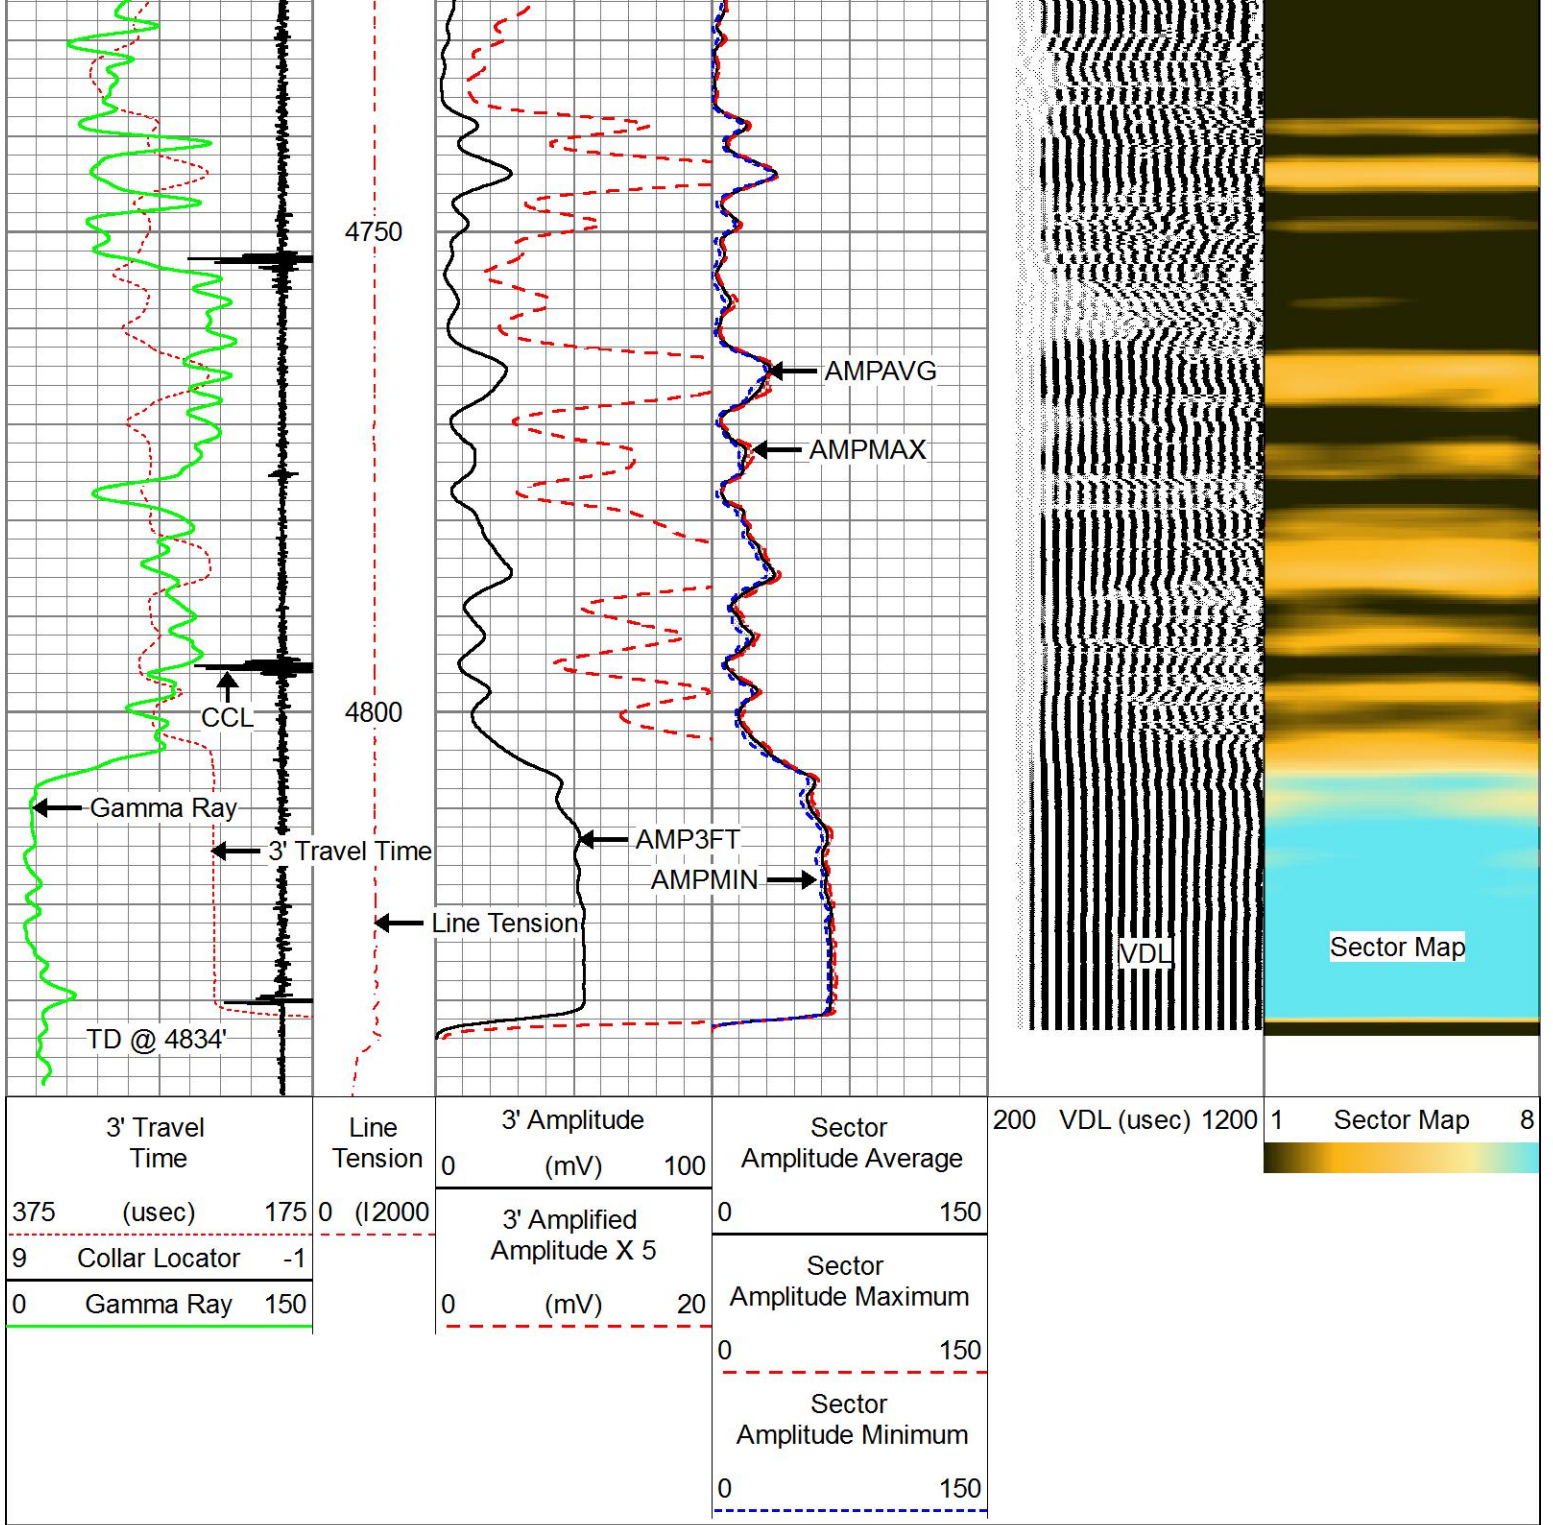 4750
AMPAVG
AMPMAX
CCL
4800
Gamma Ray
3' Travel Time
AMP3FT
AMPMIN
Line Tension
VDL
Sector Map
TD @ 4834'
3' Travel
Time
375 (usec) 175
9 Collar Locator -1
0 Gamma Ray 150
Line
Tension
0 (l2000
3' Amplitude
0 (mV) 100
3' Amplified
Amplitude X 5
0 (mV) 20
Sector
Amplitude Average
0 150
Sector
Amplitude Maximum
0 150
Sector
Amplitude Minimum
0 150
200 VDL (usec) 1200
1 Sector Map 8